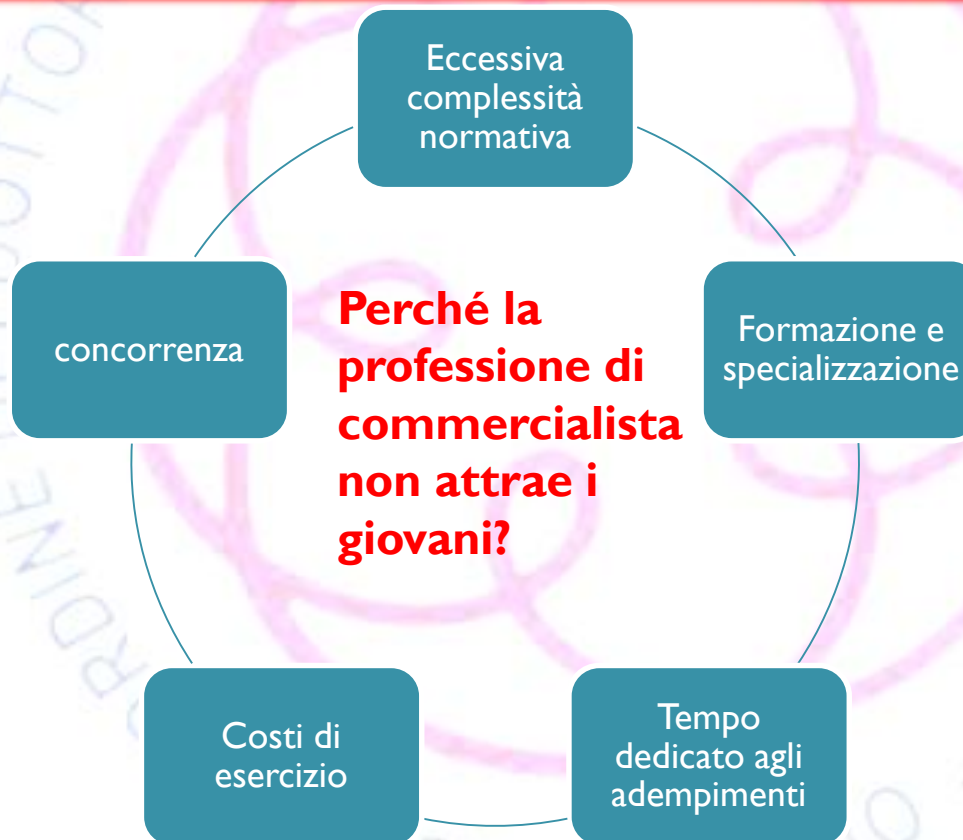 Eccessiva
complessità
normativa
Perché la
professione di
commercialista
non attrae i
giovani?
concorrenza
Formazione e
specializzazione
Costi di
esercizio
Tempo
dedicato agli
adempimenti